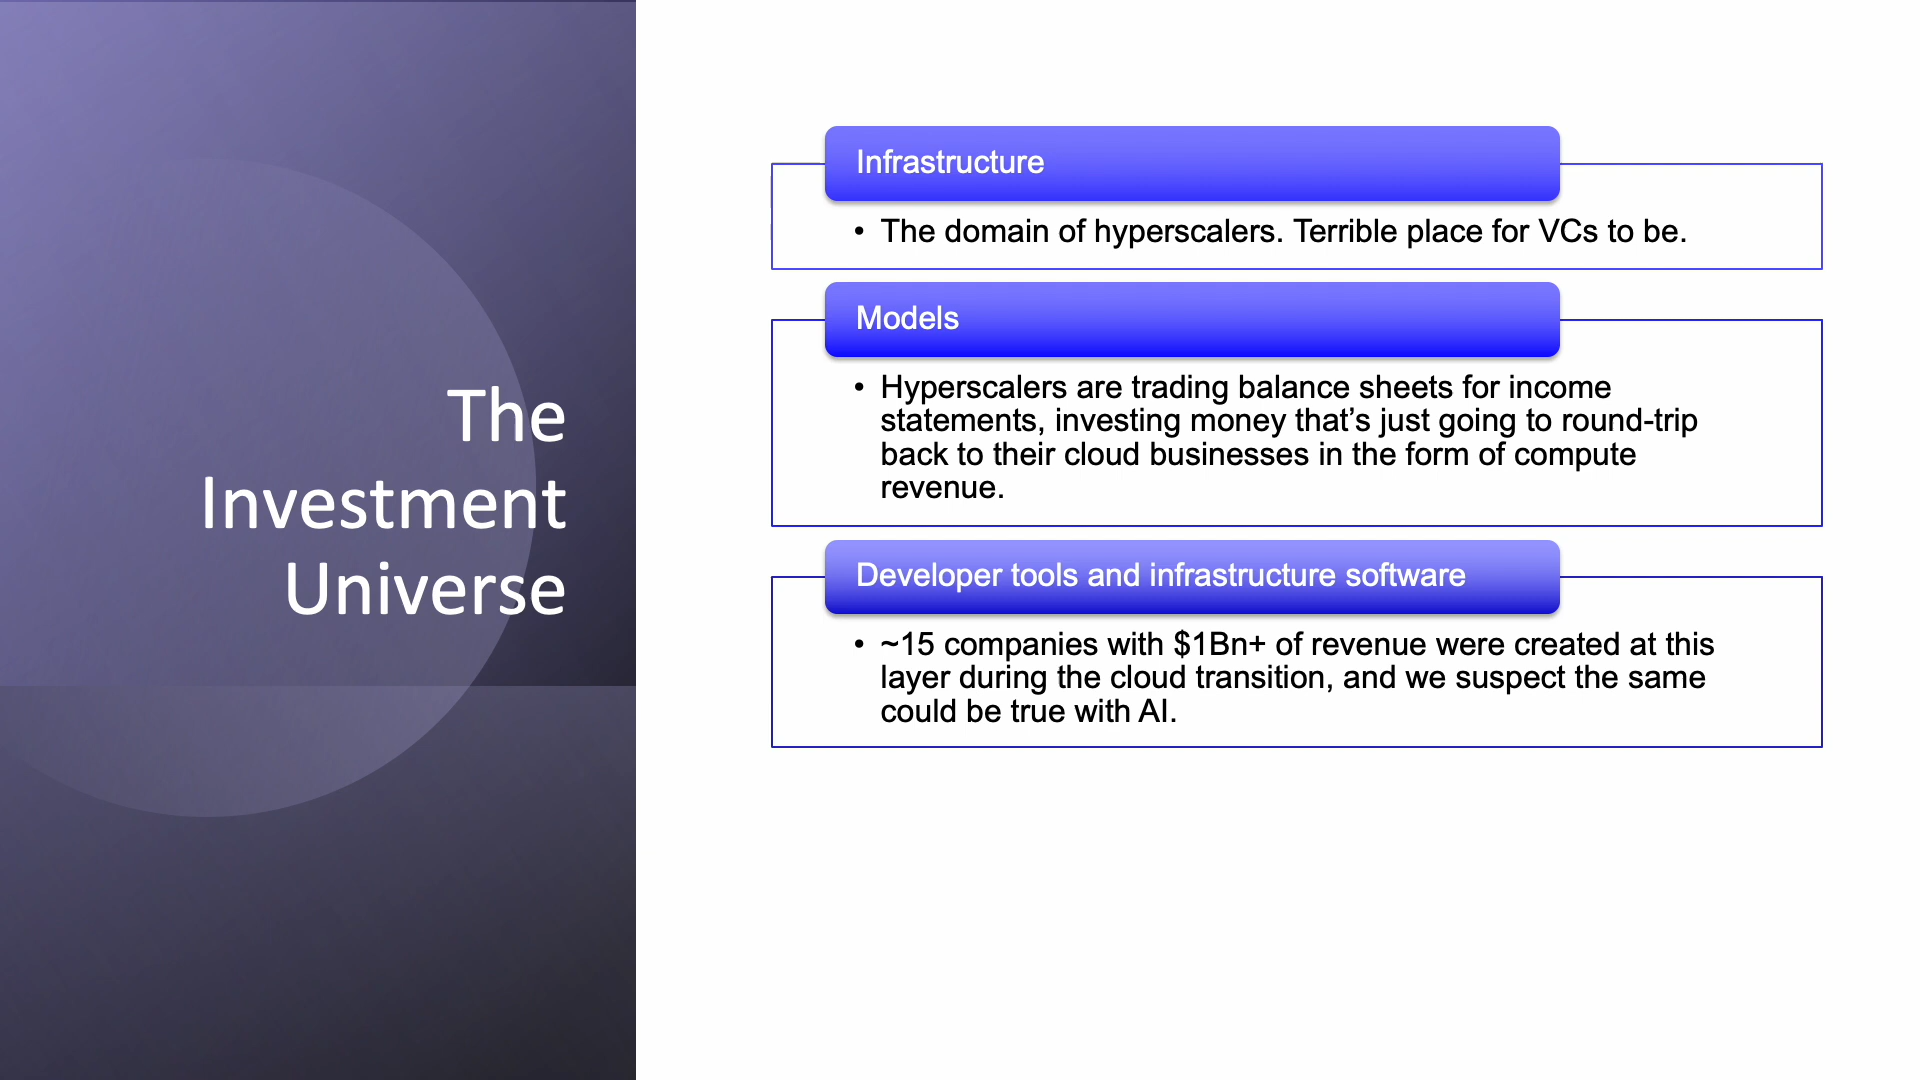 The
Investment
Universe
Infrastructure
• The domain of hyperscalers. Terrible place for VCs to be.
Models
• Hyperscalers are trading balance sheets for income
statements, investing money that’s just going to round-trip
back to their cloud businesses in the form of compute
revenue.
Developer tools and infrastructure software
• ~15 companies with $1Bn+ of revenue were created at this
layer during the cloud transition, and we suspect the same
could be true with AI.